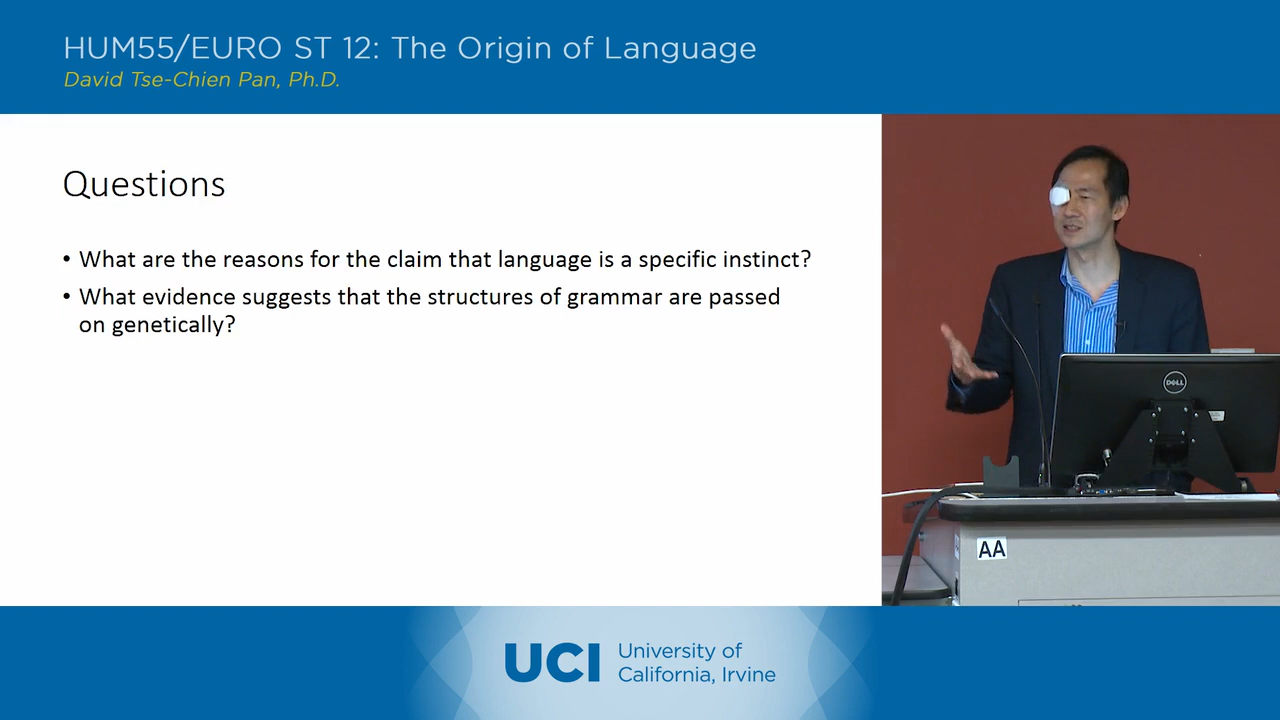 HUM55/EURO ST 12: The Origin of Language
David Tse-Chien Pan, Ph.D.
Questions
• What are the reasons for the claim that language is a specific instinct?
• What evidence suggests that the structures of grammar are passed
on genetically?
DELL
AA
UCI
University of
California, Irvine